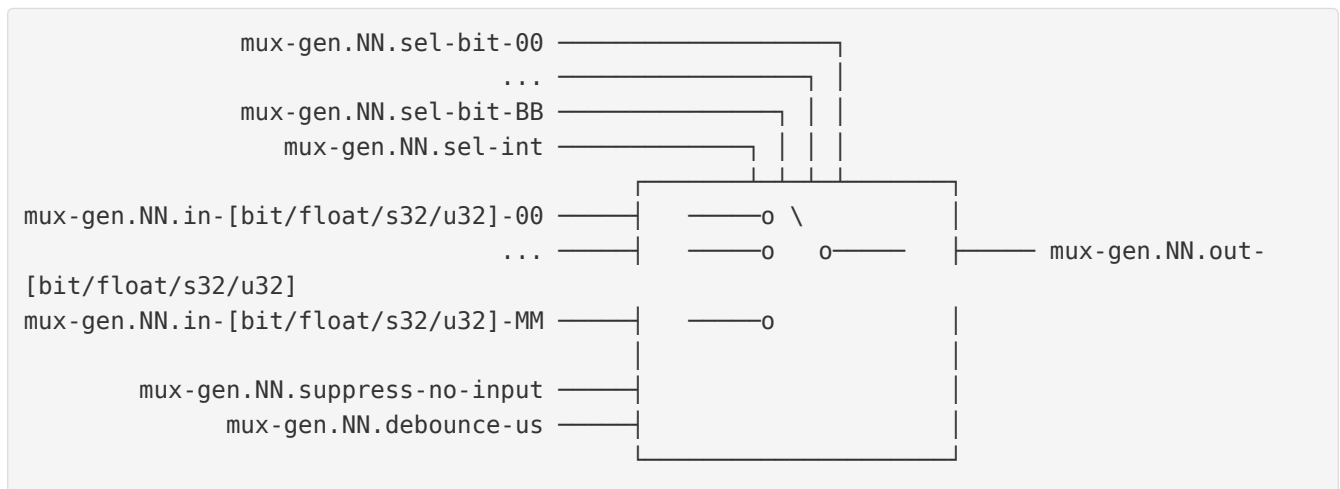 mux-gen.NN.sel-bit-00
...
mux-gen.NN.sel-bit-BB
mux-gen.NN.sel-int
mux-gen.NN.in-[bit/float/s32/u32]-00 o \
... o o mux-gen.NN.out-
[bit/float/s32/u32]
mux-gen.NN.in-[bit/float/s32/u32]-MM o
mux-gen.NN.suppress-no-input
mux-gen.NN.debounce-us